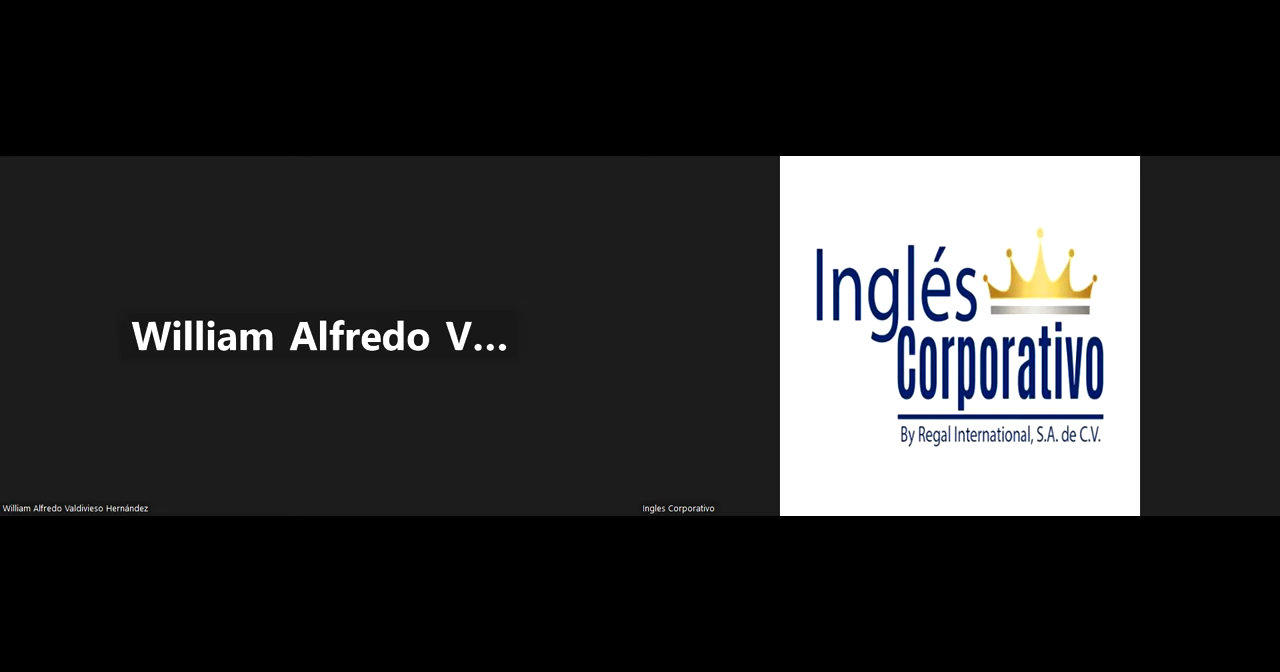 William Alfredo V...
William Alfredo Valdivieso Hernández
Inglés
Corporativo
By Regal International, S.A. de C.V.
Ingles Corporativo